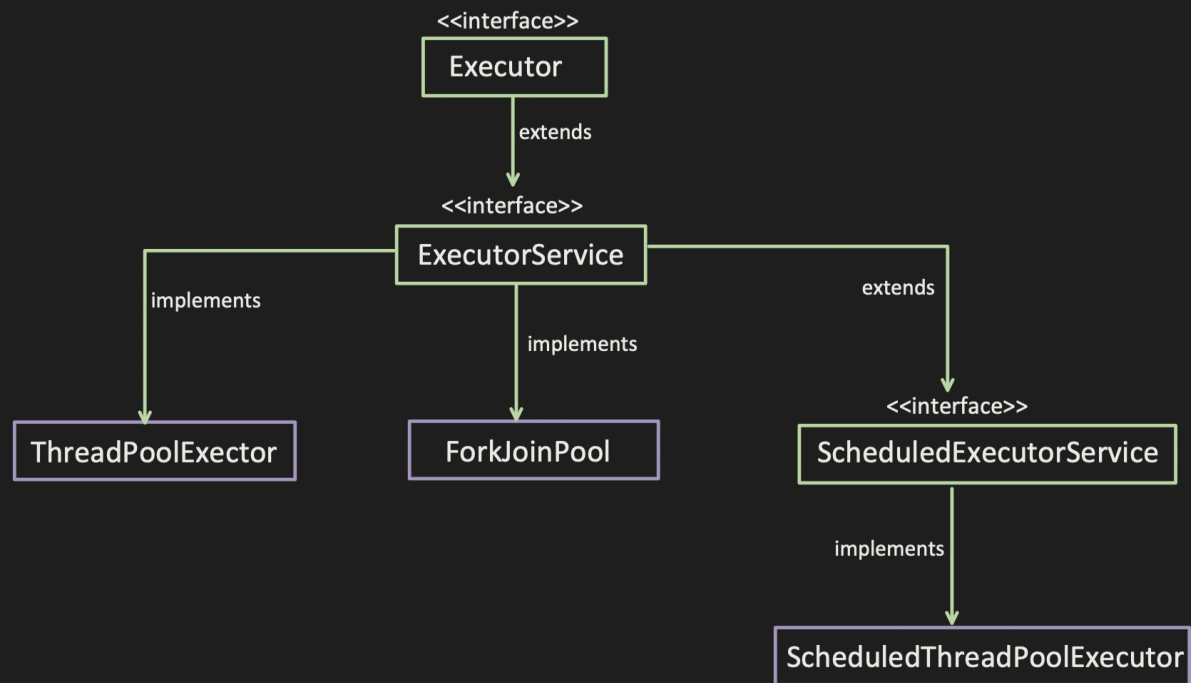 <<interface>>
Executor
extends
<<interface>>
ExecutorService
implements
extends
implements
<<interface>>
ThreadPoolExector
ForkJoinPool
ScheduledExecutorService
implements
ScheduledThreadPoolExecutor